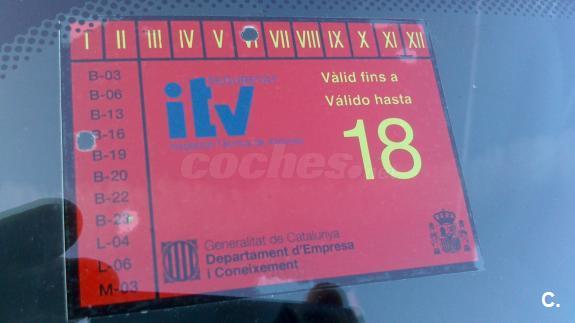 I II III IV V VI VII VIII IX X XI XII
B-03
B-06
B-13
B-16
B-19
B-20
B-22
B-23
L-04
L-06
M-03
itv
Vàlid fins a
Válido hasta
18
coches.
Generalitat de Catalunya
Departament d'Empresa
i Coneixement
C.